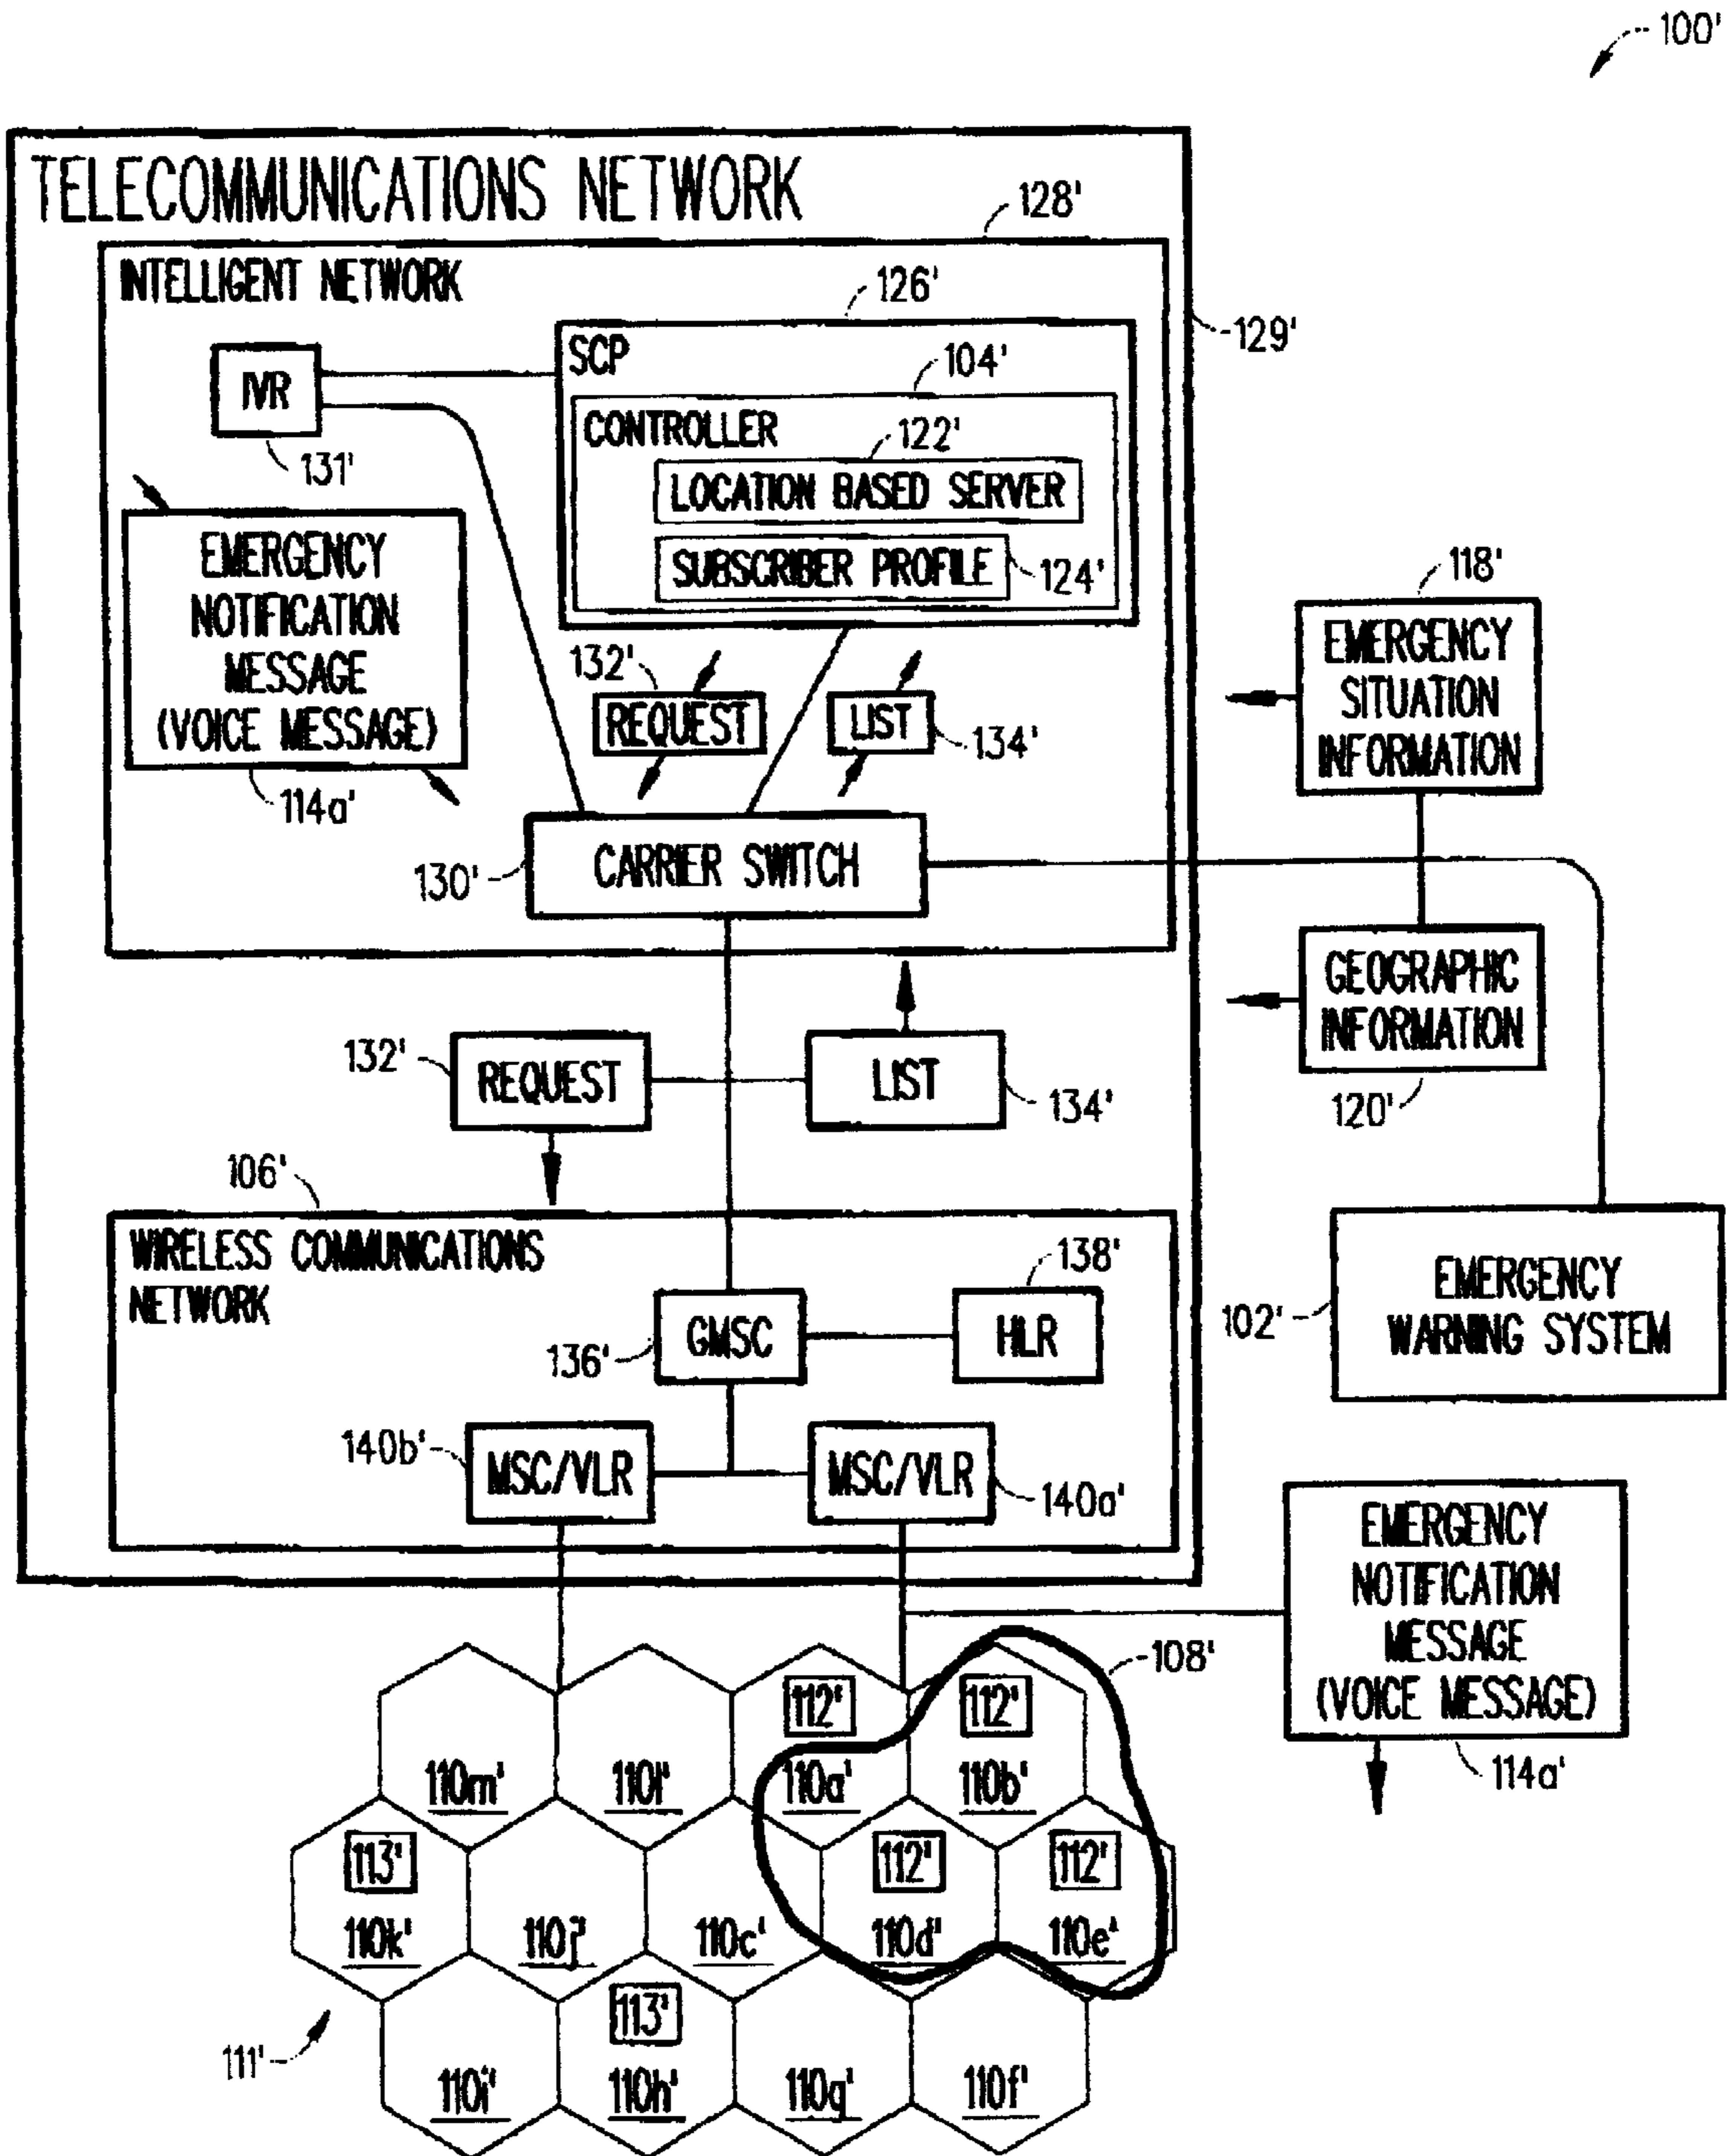 100'
TELECOMMUNICATIONS NETWORK
128'
INTELLIGENT NETWORK
126'
129'
SCP
104'
IVR
CONTROLLER
122'
131'
LOCATION BASED SERVER
SUBSCRIBER PROFILE
124'
EMERGENCY
NOTIFICATION
MESSAGE
(VOICE MESSAGE)
114a'
132'
REQUEST
LIST
134'
118'
EMERGENCY
SITUATION
INFORMATION
130'
CARRIER SWITCH
GEOGRAPHIC
INFORMATION
120'
132'
REQUEST
LIST
134'
106'
WIRELESS COMMUNICATIONS
NETWORK
138'
GMSC
HLR
136'
102'
EMERGENCY
WARNING SYSTEM
140b'
MSC/VLR
MSC/VLR
140a'
EMERGENCY
NOTIFICATION
MESSAGE
(VOICE MESSAGE)
114a'
108'
112'
112'
110m'
110l'
110a'
110b'
113'
112'
112'
110k'
110j'
110c'
110d'
110e'
113'
111'
110i'
110h'
110g'
110f'